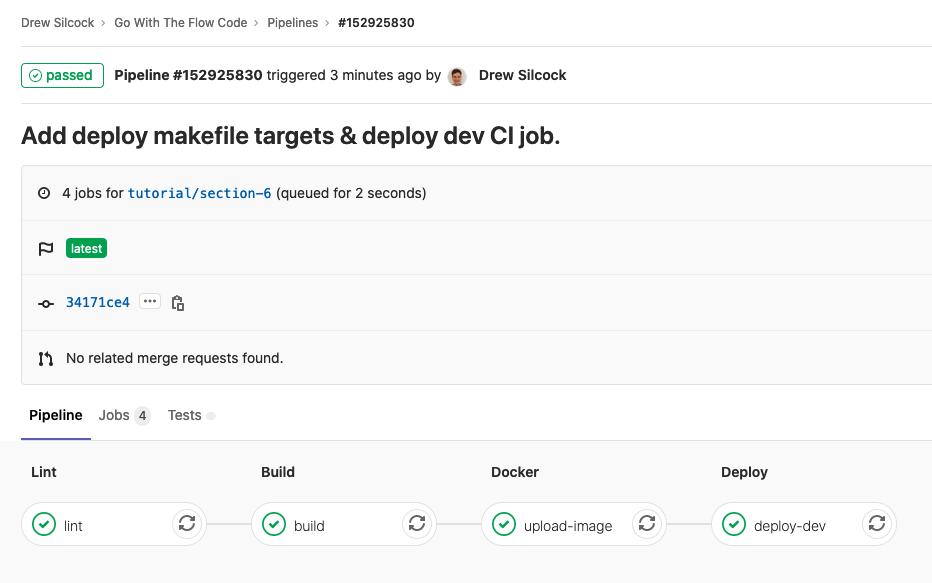 Drew Silcock › Go With The Flow Code › Pipelines › #152925830
passed Pipeline #152925830 triggered 3 minutes ago by Drew Silcock
Add deploy makefile targets & deploy dev CI job.
4 jobs for tutorial/section-6 (queued for 2 seconds)
latest
34171ce4 ...
No related merge requests found.
Pipeline Jobs 4 Tests
Lint Build Docker Deploy
lint build upload-image deploy-dev